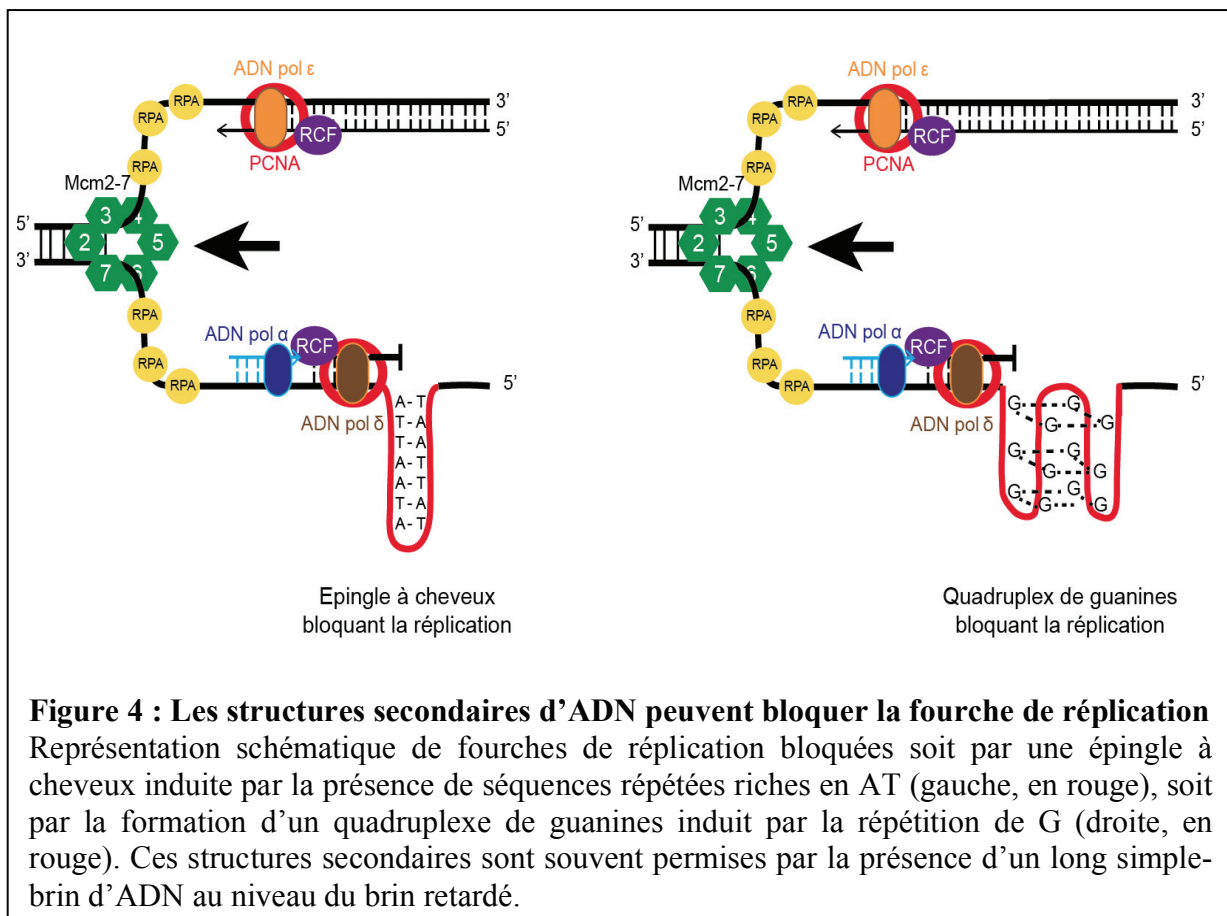 ADN pol ε
RPA
RPA
RPA
RCF
PCNA
3'
5'
Mcm2-7
5'
3'
3
4
2
5
7
6
RPA
RPA
RPA
ADN pol α
RCF
ADN pol δ
5'
A-T
T-A
T-A
A-T
A-T
T-A
A-T
Epingle à cheveux
bloquant la réplication
ADN pol ε
RPA
RPA
RPA
RCF
PCNA
3'
5'
Mcm2-7
5'
3'
3
4
2
5
7
6
RPA
RPA
RPA
ADN pol α
RCF
ADN pol δ
5'
G G
G G
G G
G G
G G
G G
Quadruplex de guanines
bloquant la réplication
Figure 4 : Les structures secondaires d'ADN peuvent bloquer la fourche de réplication
Représentation schématique de fourches de réplication bloquées soit par une épingle à
cheveux induite par la présence de séquences répétées riches en AT (gauche, en rouge), soit
par la formation d'un quadruplexe de guanines induit par la répétition de G (droite, en
rouge). Ces structures secondaires sont souvent permises par la présence d'un long simple-
brin d'ADN au niveau du brin retardé.